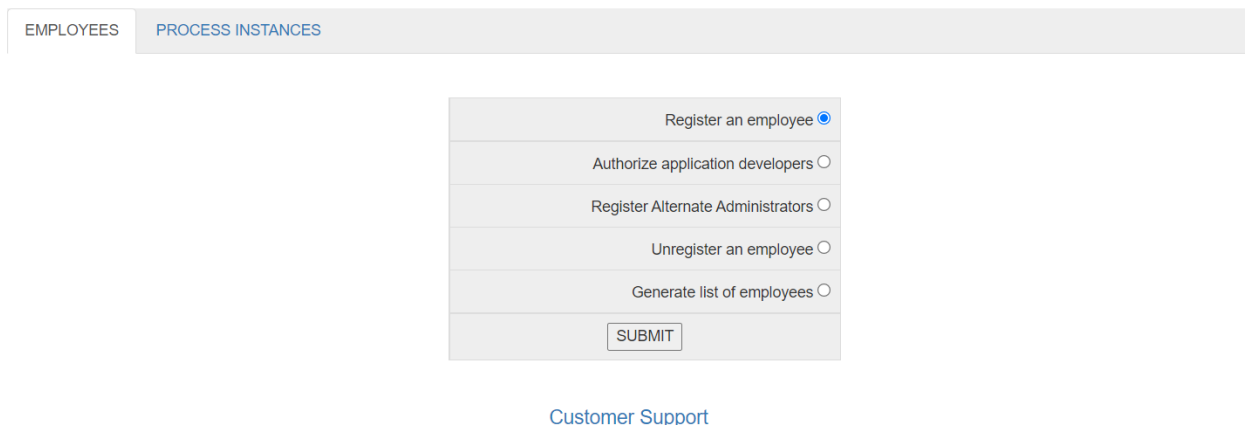 EMPLOYEES PROCESS INSTANCES
Register an employee
Authorize application developers
Register Alternate Administrators
Unregister an employee
Generate list of employees
SUBMIT
Customer Support